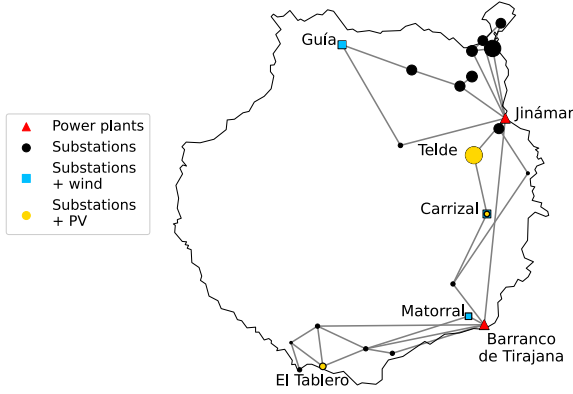 Guía
Jinámar
Telde
Carrizal
Matorral
Barranco
de Tirajana
El Tablero
Power plants
Substations
Substations
+ wind
Substations
+ PV